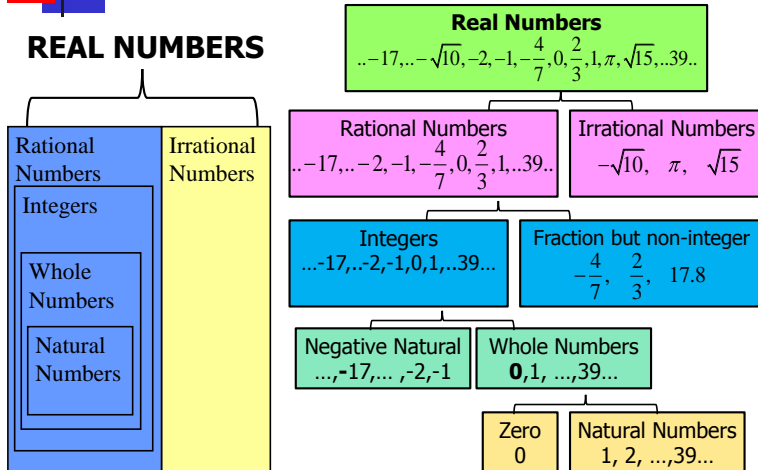 REAL NUMBERS
Rational
Numbers
Irrational
Numbers
Integers
Whole
Numbers
Natural
Numbers
Real Numbers
..−17,..−√10,−2,−1,−4/7,0,2/3,1,π,√15,..39..
Rational Numbers
..−17,..−2,−1,−4/7,0,2/3,1,..39..
Irrational Numbers
−√10, π, √15
Integers
...-17,..-2,-1,0,1,..39...
Fraction but non-integer
−4/7, 2/3, 17.8
Negative Natural
...,-17,... ,-2,-1
Whole Numbers
0,1, ...,39...
Zero
0
Natural Numbers
1, 2, ...,39...